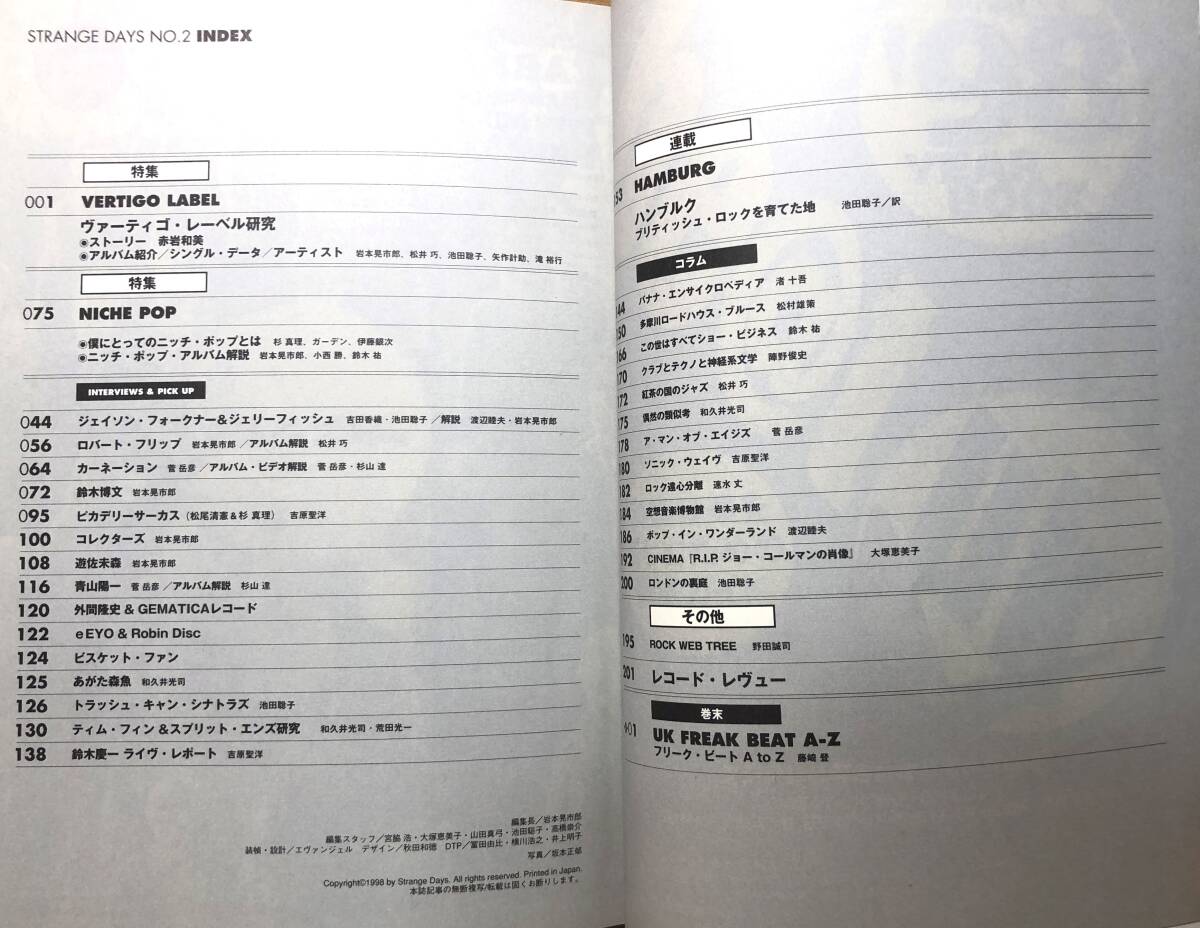 STRANGE DAYS NO.2 INDEX
特集
001 VERTIGO LABEL
ヴァーティゴ・レーベル研究
◉ストーリー 赤岩和美
◉アルバム紹介／シングル・データ／アーティスト 岩本晃市郎、松井 巧、池田聡子、矢作計助、滝 裕行
特集
075 NICHE POP
◉僕にとってのニッチ・ポップとは 杉 真理、ガーデン、伊藤銀次
◉ニッチ・ポップ・アルバム解説 岩本晃市郎、小西 勝、鈴木 祐
INTERVIEWS & PICK UP
044 ジェイソン・フォークナー＆ジェリーフィッシュ 吉田香織・池田聡子／解説 渡辺睦夫・岩本晃市郎
056 ロバート・フリップ 岩本晃市郎／アルバム解説 松井 巧
064 カーネーション 菅 岳彦／アルバム・ビデオ解説 菅 岳彦・杉山 達
072 鈴木博文 岩本晃市郎
095 ピカデリーサーカス（松尾清憲＆杉 真理） 吉原聖洋
100 コレクターズ 岩本晃市郎
108 遊佐未森 岩本晃市郎
116 青山陽一 菅 岳彦／アルバム解説 杉山 達
120 外間隆史 & GEMATICAレコード
122 e EYO & Robin Disc
124 ビスケット・ファン
125 あがた森魚 和久井光司
126 トラッシュ・キャン・シナトラズ 池田聡子
130 ティム・フィン＆スプリット・エンズ研究 和久井光司・荒田光一
138 鈴木慶一 ライヴ・レポート 吉原聖洋
編集長／岩本晃市郎
編集スタッフ／宮脇 浩・大塚恵美子・山田真弓・池田聡子・高橋崇介
装幀・設計／エヴァンジェル デザイン／秋田和徳 DTP／冨田由比・横川浩之・井上明子
写真／坂本正郁
Copyright©1998 by Strange Days. All rights reserved. Printed in Japan.
本誌記事の無断複写/転載は固くお断りします。
連載
53 HAMBURG
ハンブルク
ブリティッシュ・ロックを育てた地 池田聡子／訳
コラム
144 バナナ・エンサイクロペディア 渚 十吾
150 多摩川ロードハウス・ブルース 松村雄策
166 この世はすべてショー・ビジネス 鈴木 祐
170 クラブとテクノと神経系文学 陣野俊史
172 紅茶の国のジャズ 松井 巧
175 偶然の類似考 和久井光司
178 ア・マン・オブ・エイジズ 菅 岳彦
180 ソニック・ウェイヴ 吉原聖洋
182 ロック遠心分離 速水 丈
184 空想音楽博物館 岩本晃市郎
186 ポップ・イン・ワンダーランド 渡辺睦夫
192 CINEMA『R.I.P. ジョー・コールマンの肖像』 大塚恵美子
200 ロンドンの裏庭 池田聡子
その他
195 ROCK WEB TREE 野田誠司
201 レコード・レヴュー
巻末
+01 UK FREAK BEAT A-Z
フリーク・ビート A to Z 藤﨑 登